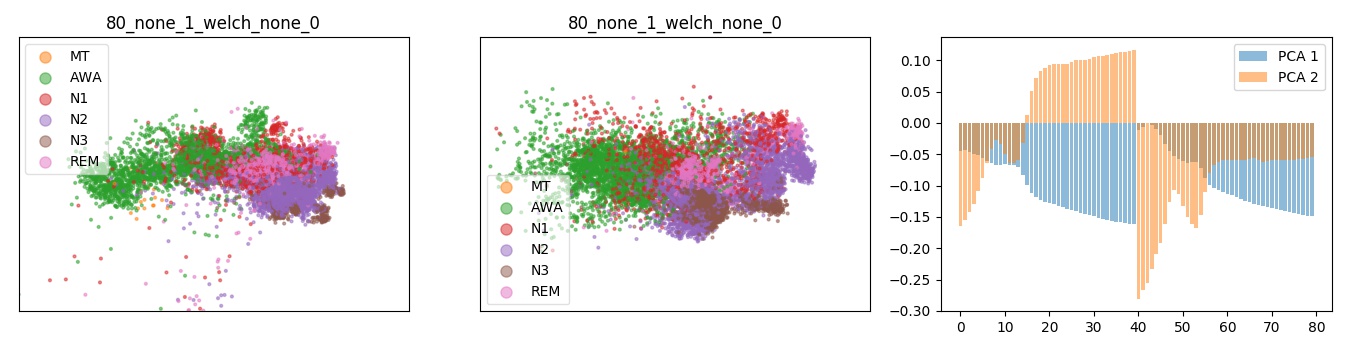 80_none_1_welch_none_0
MT
AWA
N1
N2
N3
REM
80_none_1_welch_none_0
MT
AWA
N1
N2
N3
REM
PCA 1
PCA 2
0.10
0.05
0.00
−0.05
−0.10
−0.15
−0.20
−0.25
−0.30
0 10 20 30 40 50 60 70 80